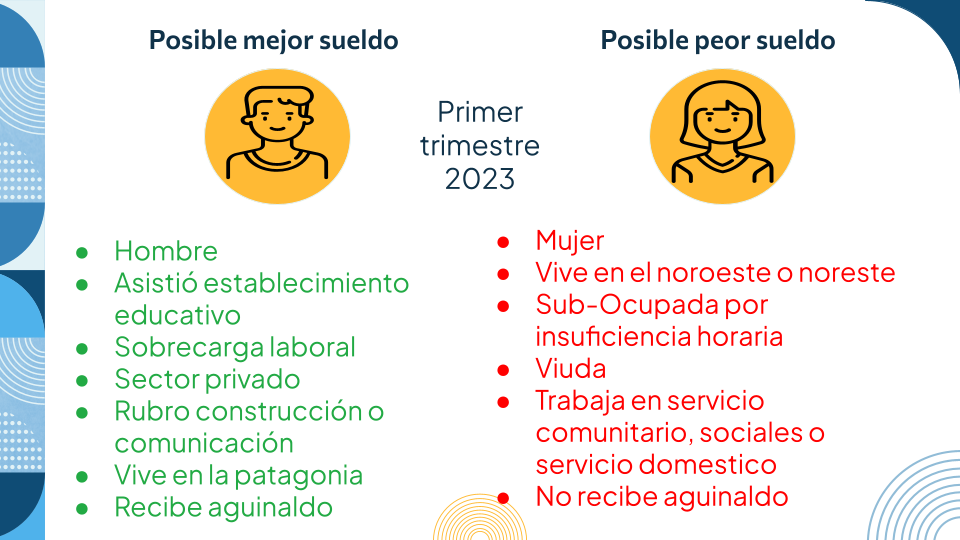 Posible mejor sueldo
Posible peor sueldo
Primer
trimestre
2023
● Hombre
● Asistió establecimiento
educativo
● Sobrecarga laboral
● Sector privado
● Rubro construcción o
comunicación
● Vive en la patagonia
● Recibe aguinaldo
● Mujer
● Vive en el noroeste o noreste
● Sub-Ocupada por
insuficiencia horaria
● Viuda
● Trabaja en servicio
comunitario, sociales o
servicio domestico
● No recibe aguinaldo